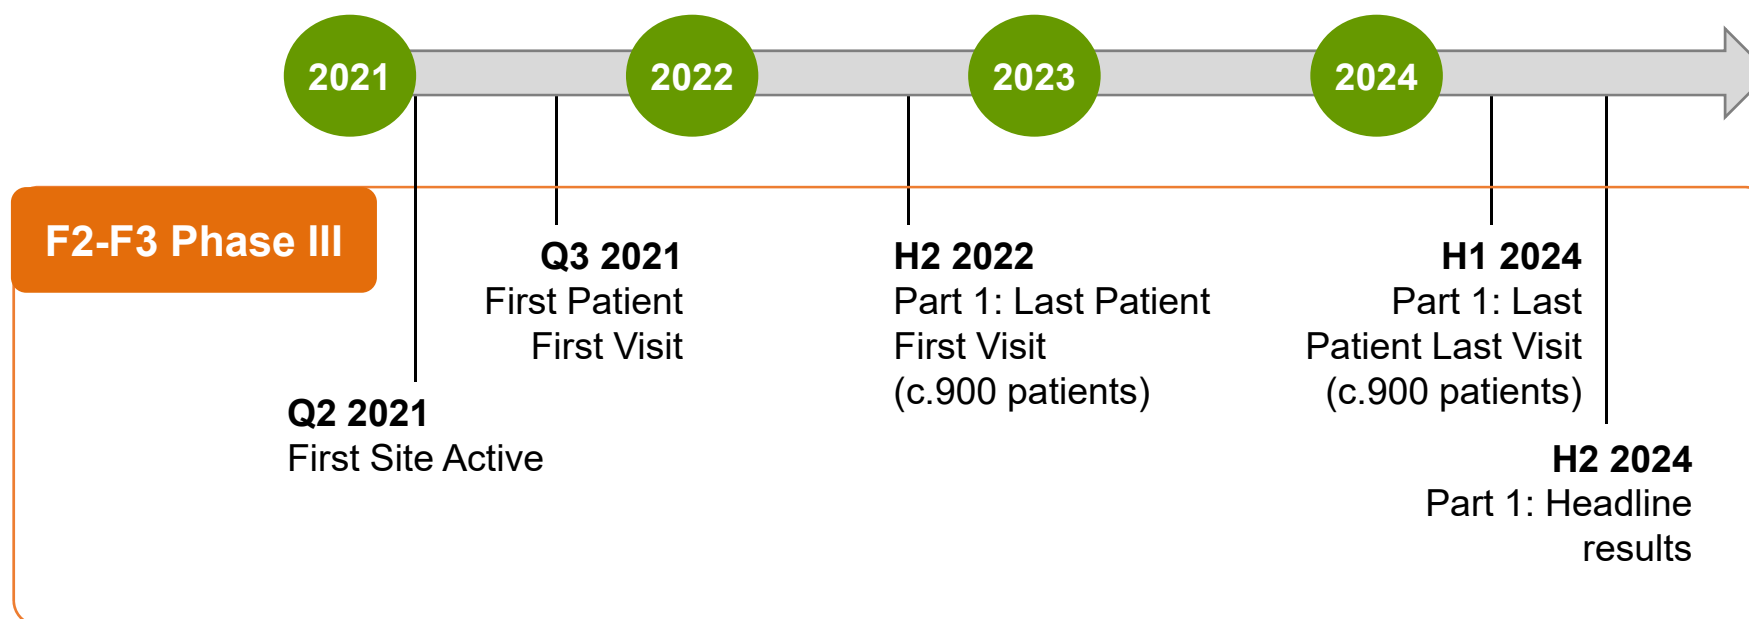 2021
2022
2023
2024
F2-F3 Phase III
Q2 2021
First Site Active
Q3 2021
First Patient
First Visit
H2 2022
Part 1: Last Patient
First Visit
(c.900 patients)
H1 2024
Part 1: Last
Patient Last Visit
(c.900 patients)
H2 2024
Part 1: Headline
results